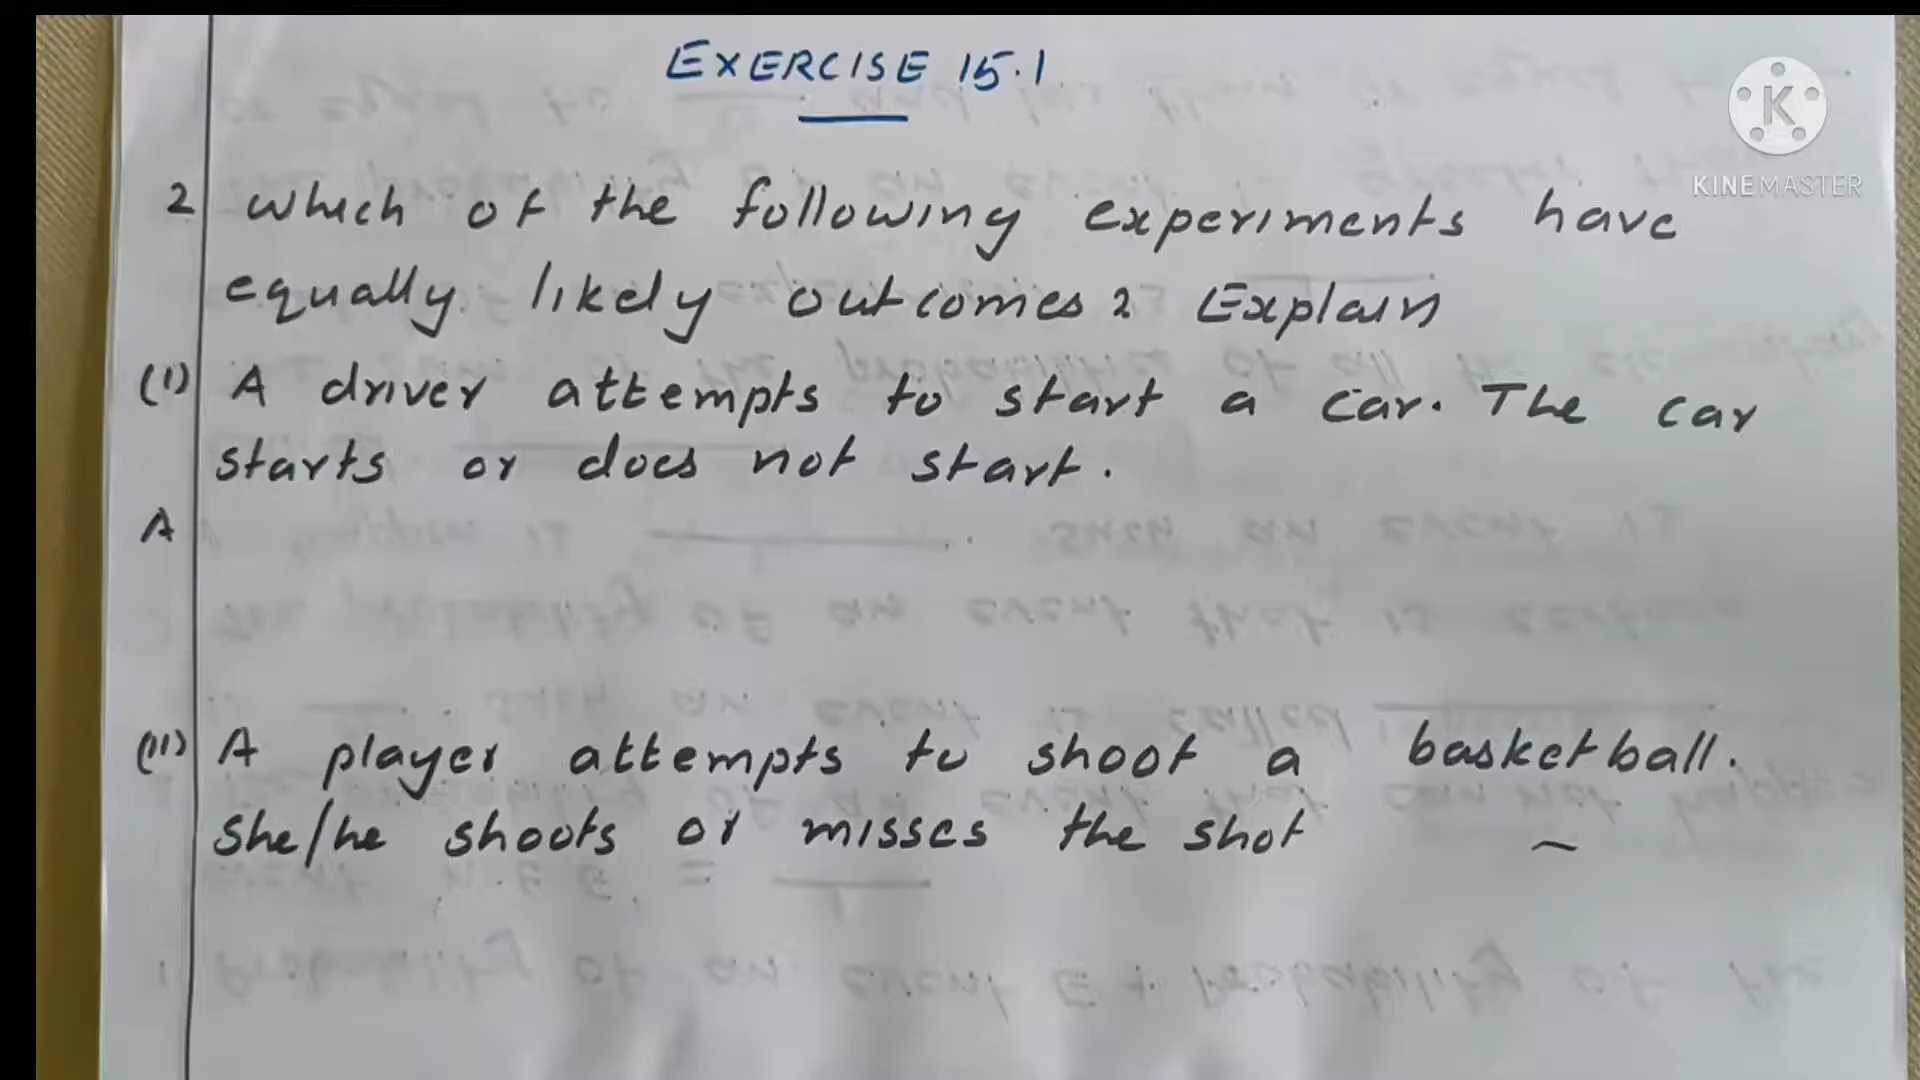 EXERCISE 15.1
KINEMASTER
2 Which of the following experiments have
equally likely outcomes? Explain
(i) A driver attempts to start a car. The car
starts or does not start.
A
(ii) A player attempts to shoot a basketball.
She/he shoots or misses the shot